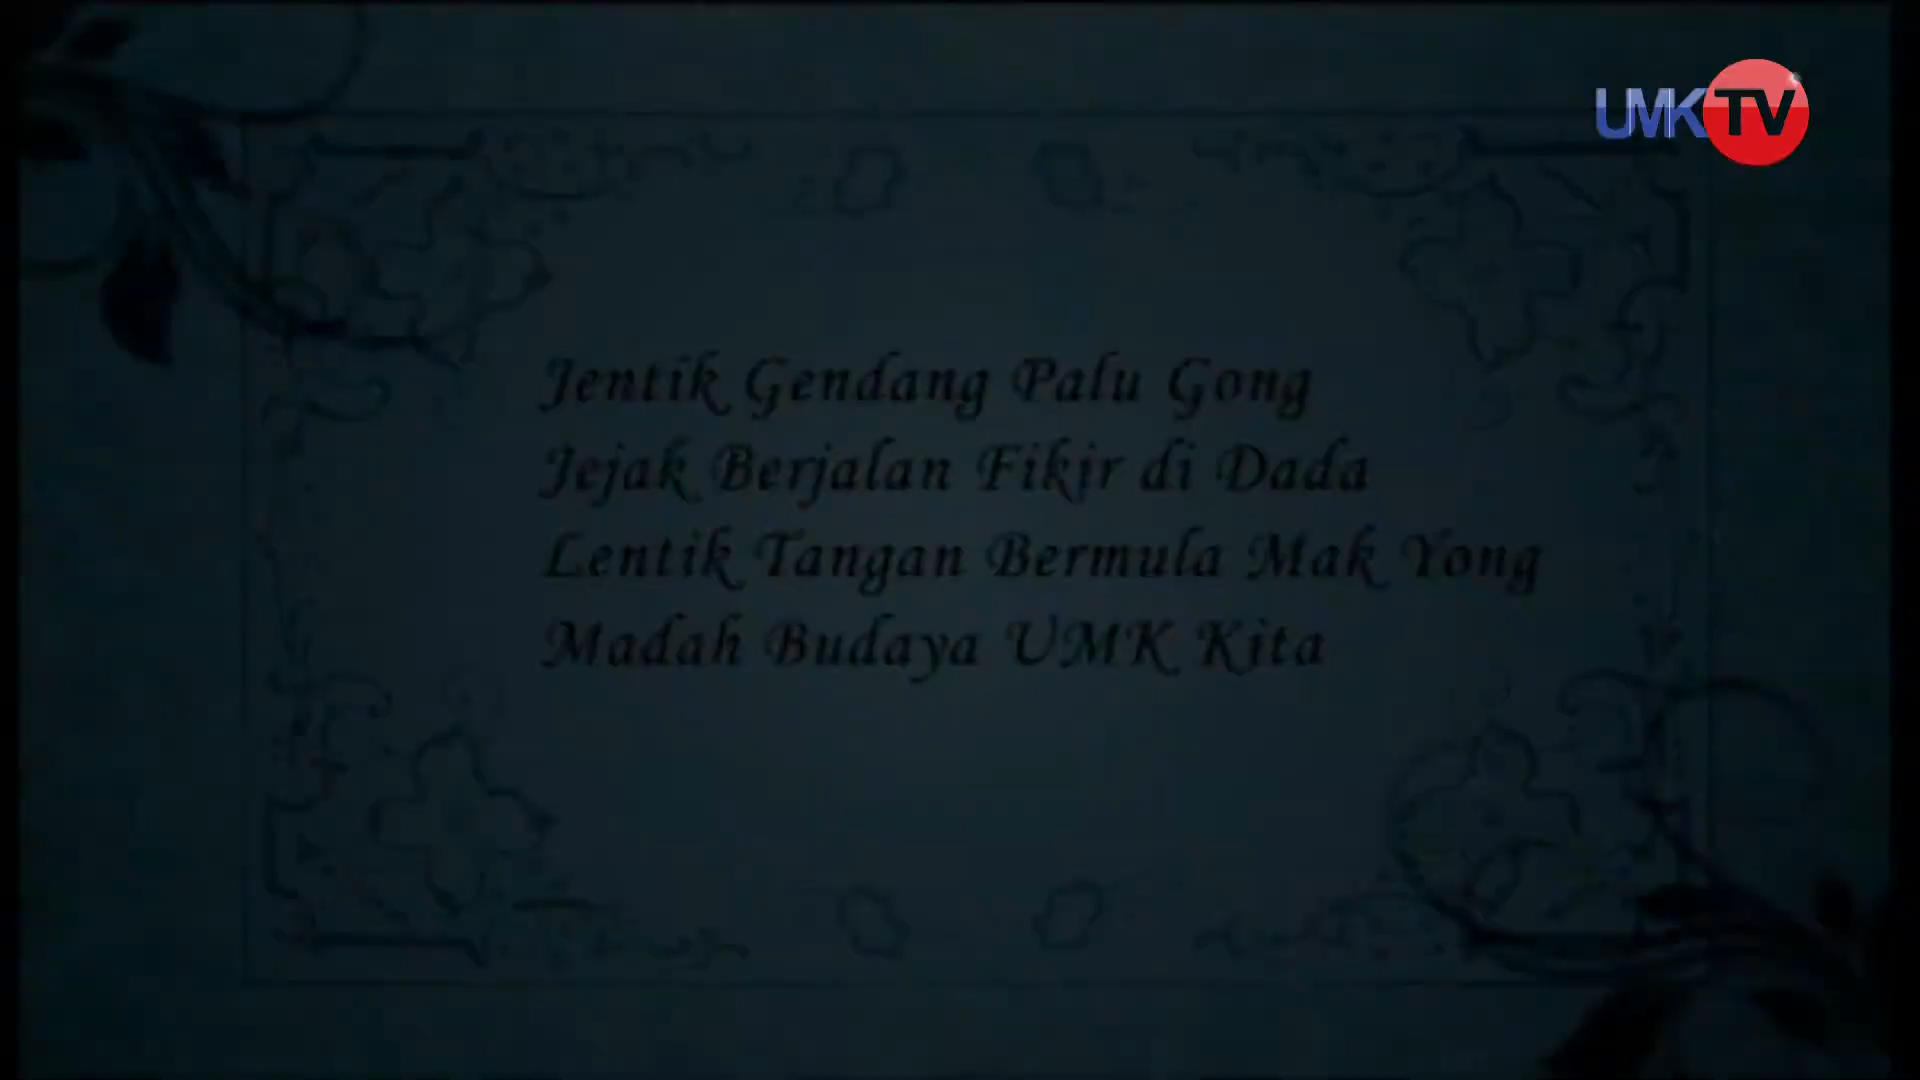 UMKTV
Jentik Gendang Palu Gong
Jejak Berjalan Fikir di Dada
Lentik Tangan Bermula Mak Yong
Madah Budaya UMK Kita